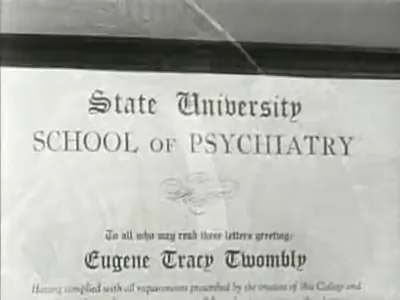 State University
SCHOOL OF PSYCHIATRY
To all who may read these letters greeting:
Eugene Tracy Twombly
Having complied with all requirements prescribed by the trustees of this College and